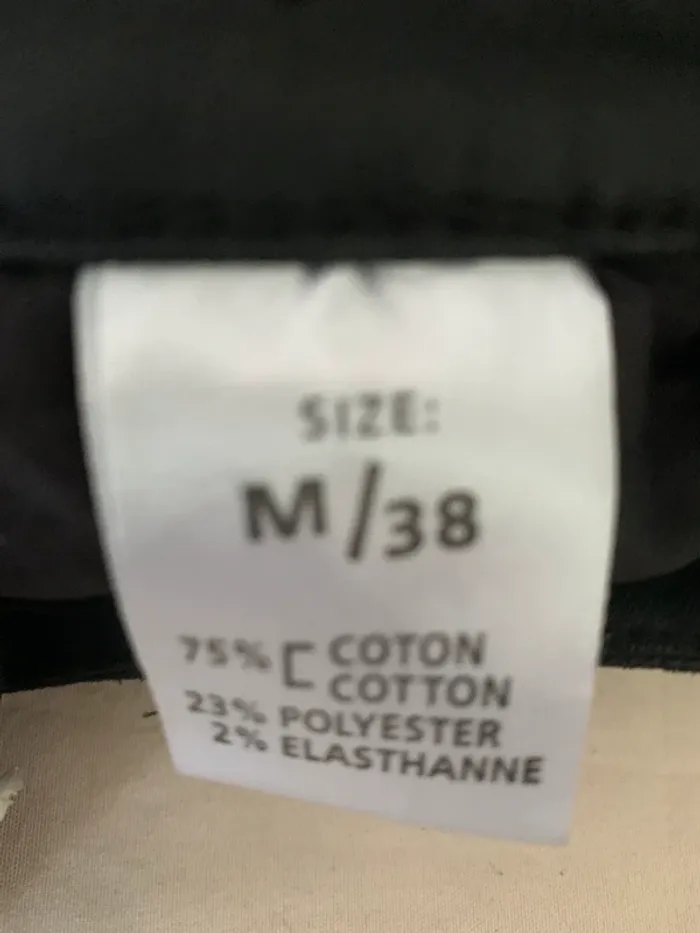 SIZE:
M/38
75% COTON
COTTON
23% POLYESTER
2% ELASTHANNE